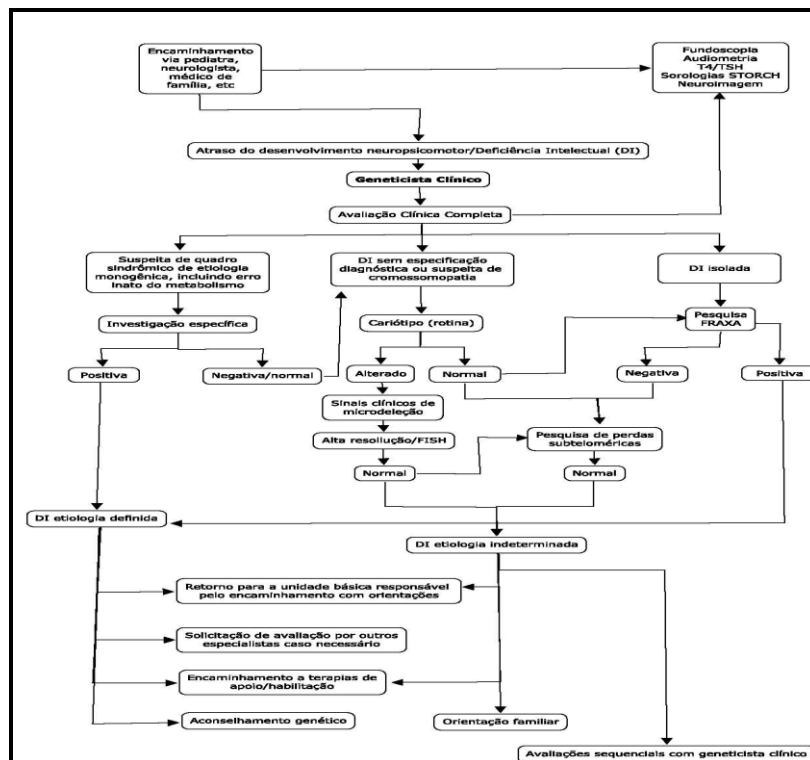 Encaminhamento
via pediatra,
neurologista,
médico de
família, etc
Fundoscopia
Audiometria
T4/TSH
Sorologias STORCH
Neuroimagem
Atraso do desenvolvimento neuropsicomotor/Deficiência Intelectual (DI)
Geneticista Clínico
Avaliação Clínica Completa
Suspeita de quadro
sindrômico de etiologia
monogênica, incluindo erro
inato do metabolismo
DI sem especificação
diagnóstica ou suspeita de
cromossomopatia
DI isolada
Investigação específica
Cariótipo (rotina)
Pesquisa
FRAXA
Positiva
Negativa/normal
Alterado
Normal
Negativa
Positiva
Sinais clínicos de
microdeleção
Alta resolução/FISH
Pesquisa de perdas
subteloméricas
Normal
Normal
DI etiologia definida
DI etiologia indeterminada
Retorno para a unidade básica responsável
pelo encaminhamento com orientações
Solicitação de avaliação por outros
especialistas caso necessário
Encaminhamento a terapias de
apoio/habilitação
Aconselhamento genético
Orientação familiar
Avaliações sequenciais com geneticista clínico